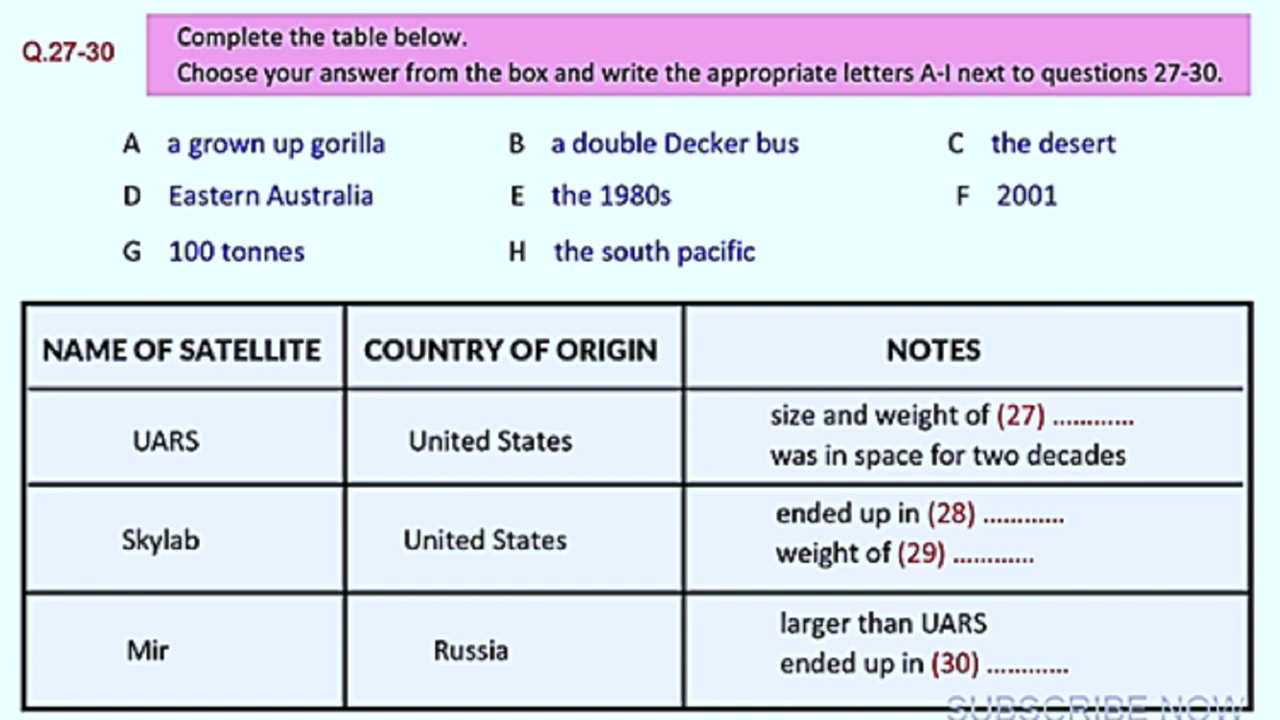 Q.27-30
Complete the table below.
Choose your answer from the box and write the appropriate letters A-I next to questions 27-30.
A a grown up gorilla B a double Decker bus C the desert
D Eastern Australia E the 1980s F 2001
G 100 tonnes H the south pacific
NAME OF SATELLITE COUNTRY OF ORIGIN NOTES
UARS United States size and weight of (27) ............
was in space for two decades
Skylab United States ended up in (28) ............
weight of (29) ............
Mir Russia larger than UARS
ended up in (30) ............
SUBSCRIBE NOW